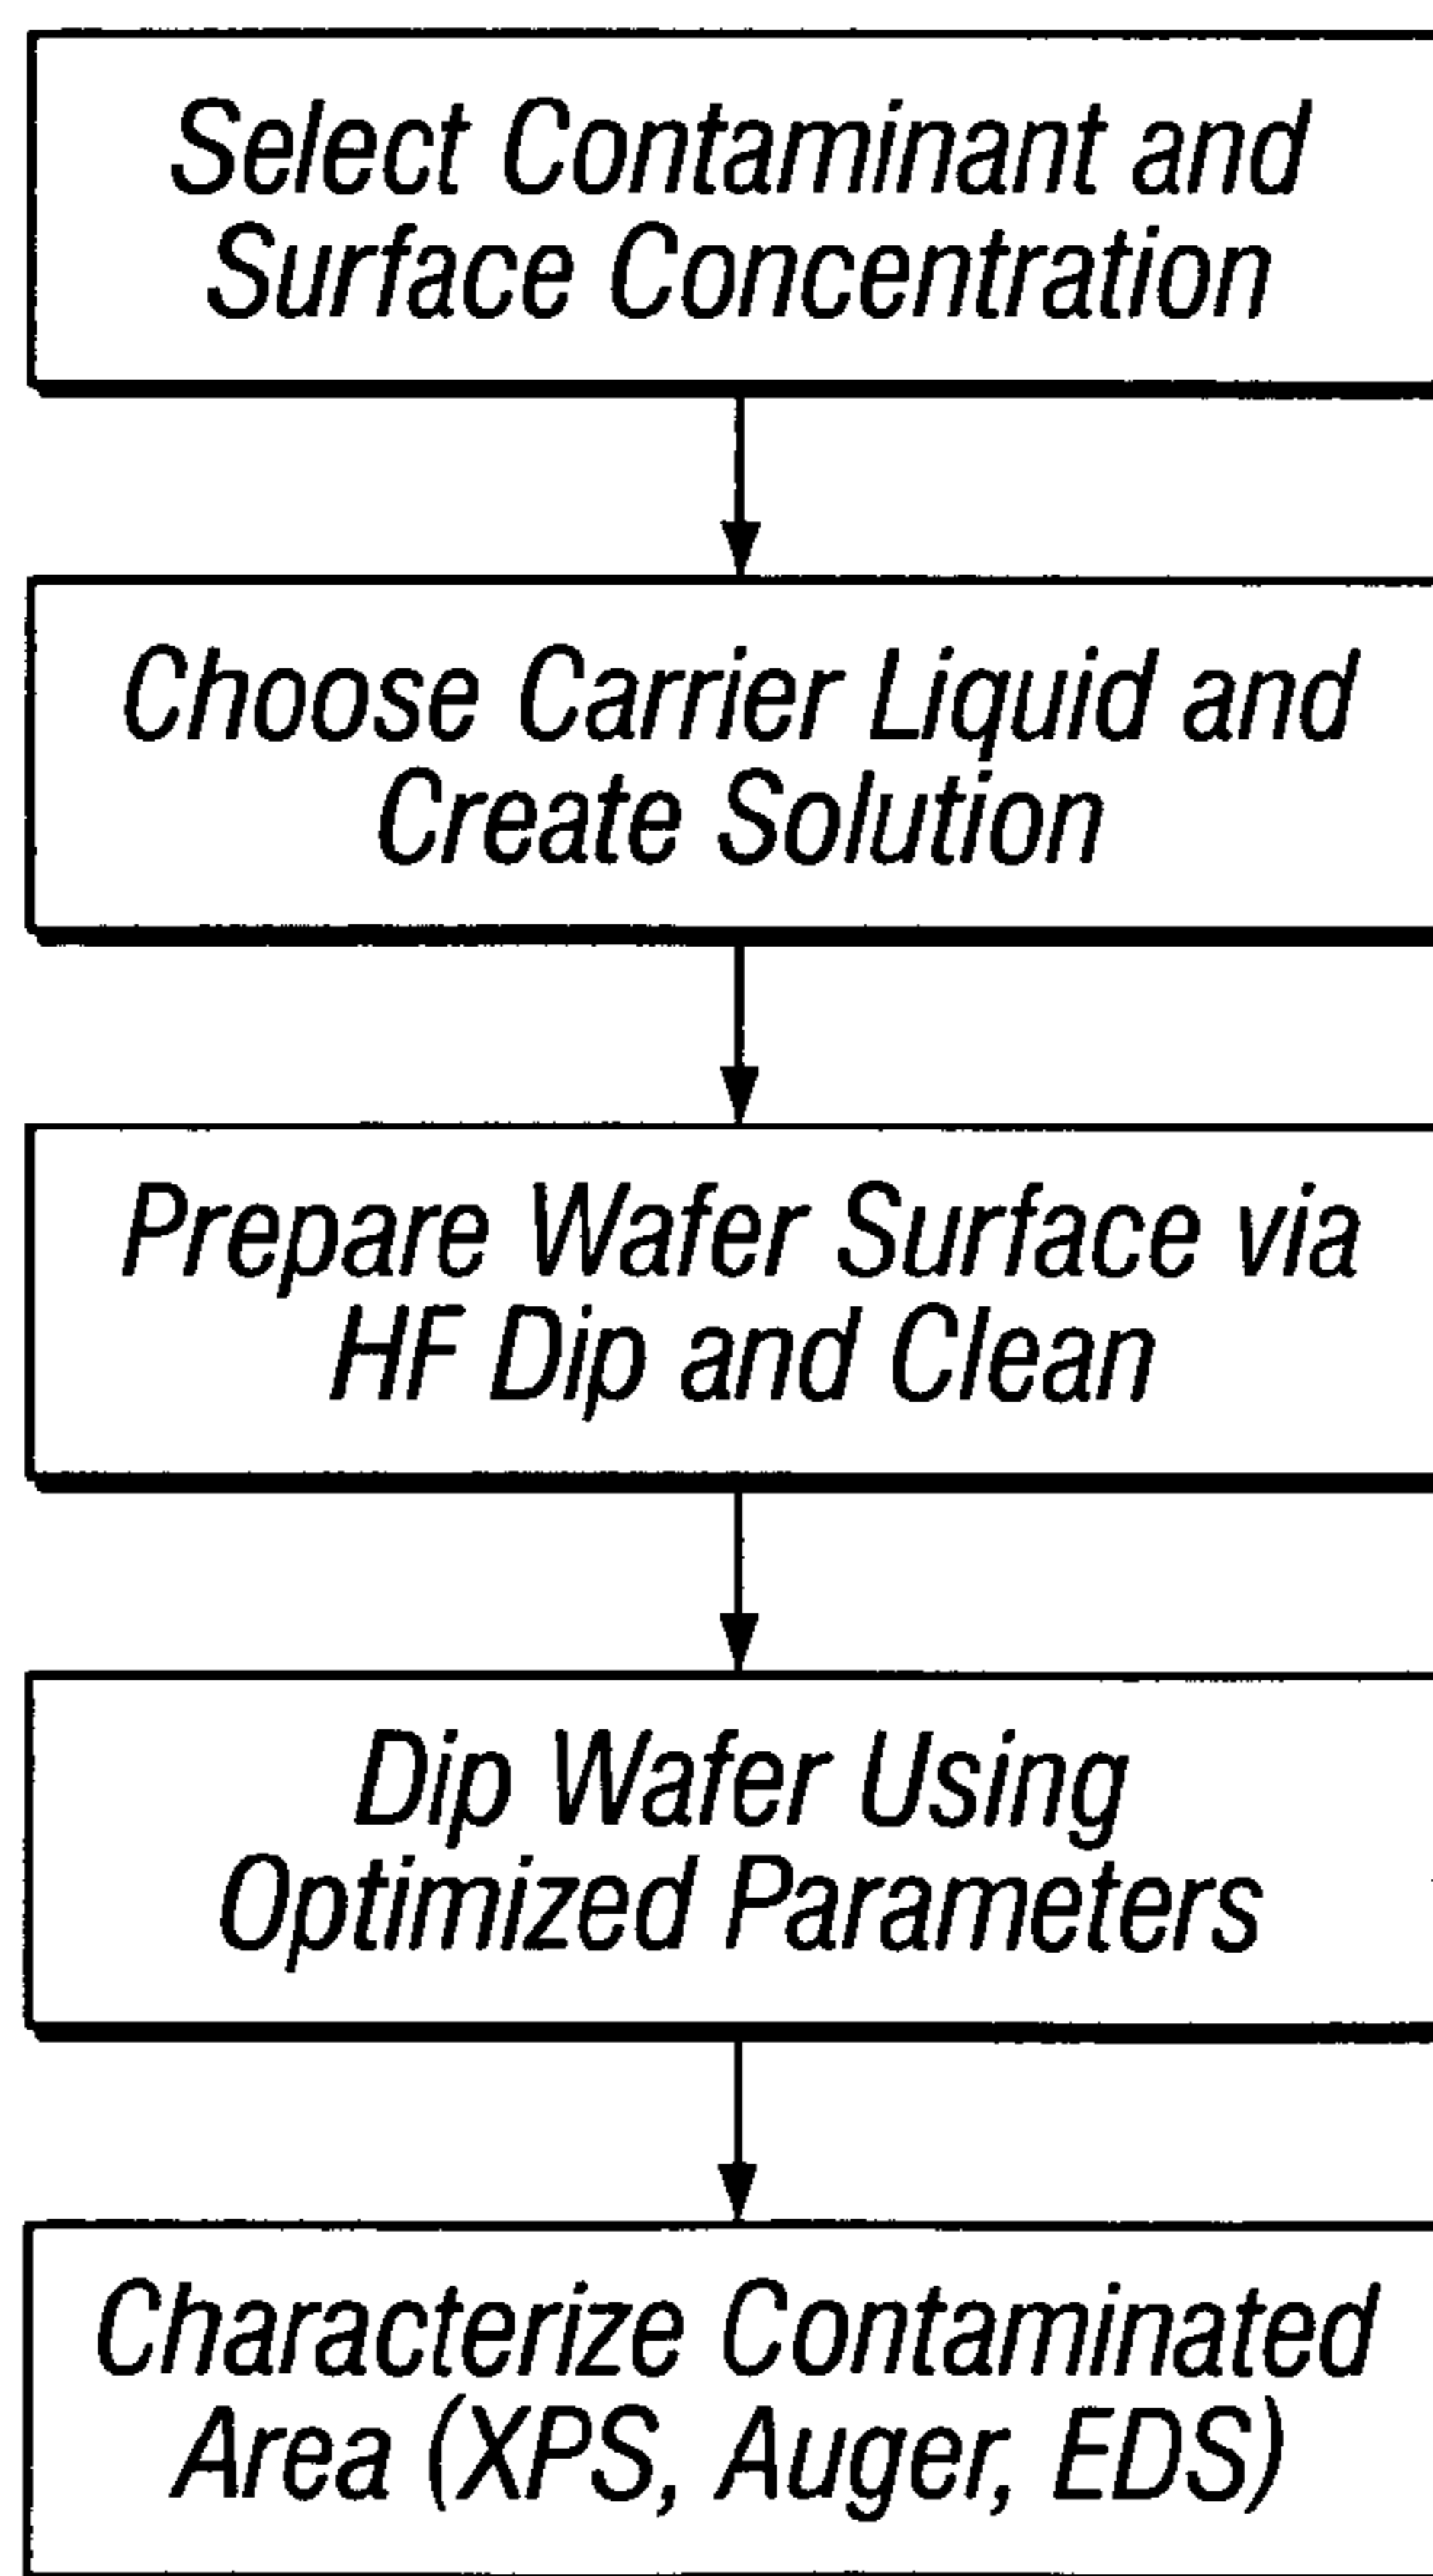 Select Contaminant and
Surface Concentration
Choose Carrier Liquid and
Create Solution
Prepare Wafer Surface via
HF Dip and Clean
Dip Wafer Using
Optimized Parameters
Characterize Contaminated
Area (XPS, Auger, EDS)